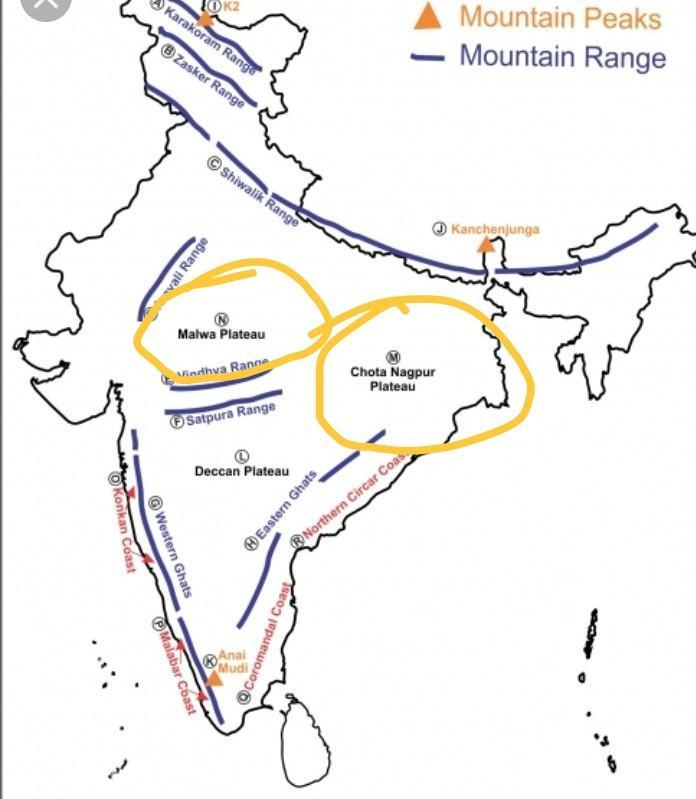 Mountain Peaks
Mountain Range
A Karakoram Range
I K2
B Zasker Range
C Shiwalik Range
J Kanchenjunga
Range
N
Malwa Plateau
M
Chota Nagpur
Plateau
E Vindhya Range
F Satpura Range
L
Deccan Plateau
O Konkan Coast
G Western Ghats
H Eastern Ghats
R Northern Circar Coast
P Malabar Coast
K Anai
Mudi
Q Coromandal Coast